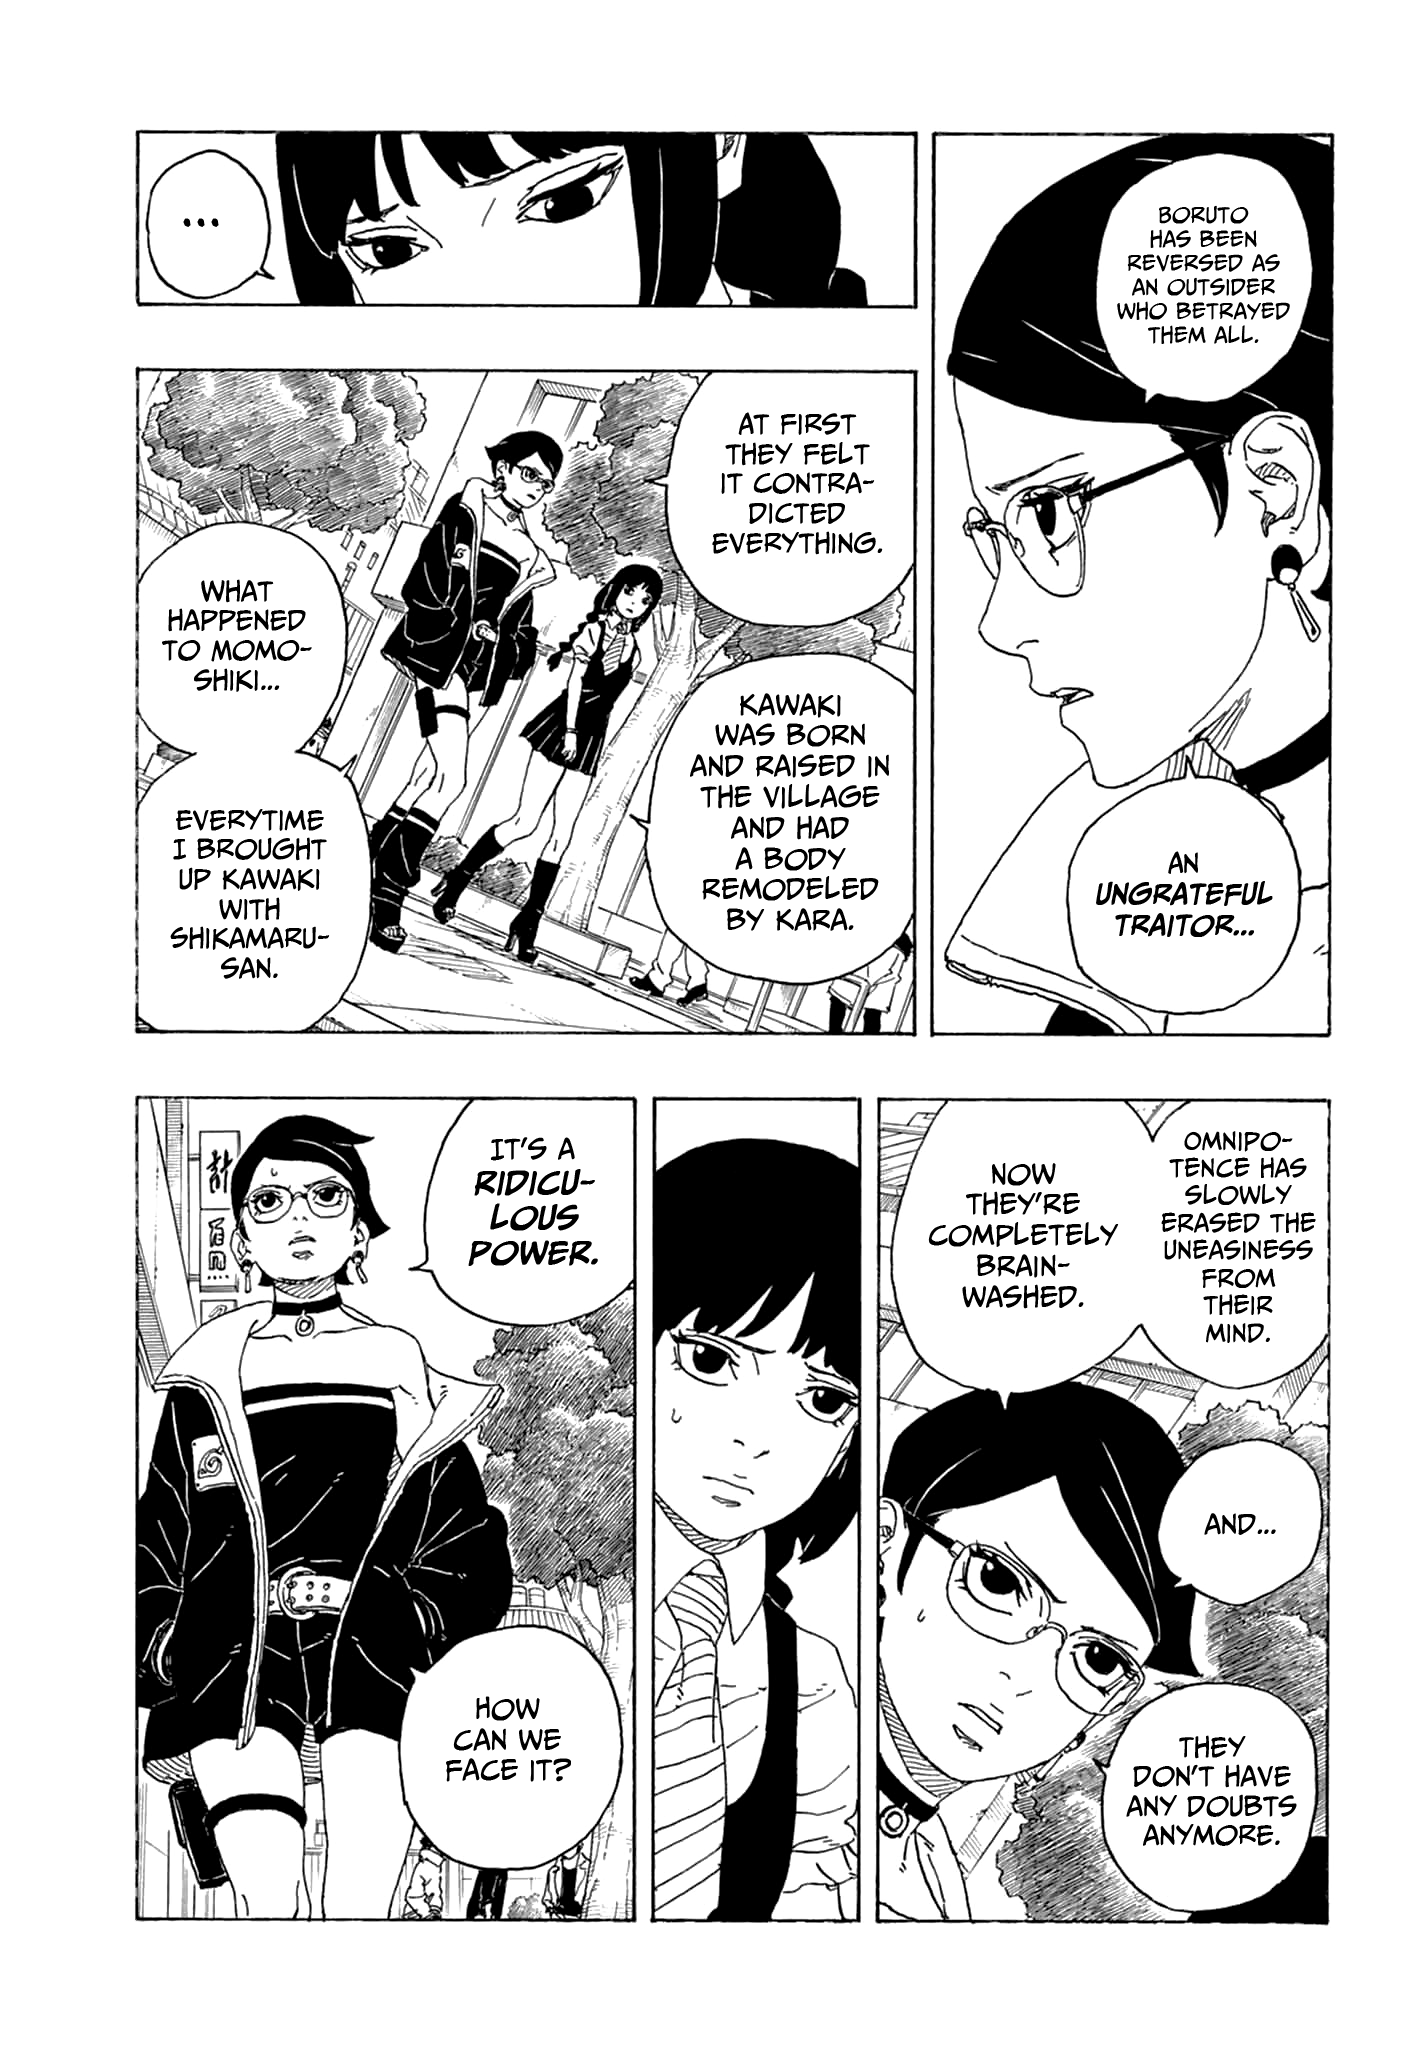 BORUTO
HAS BEEN
REVERSED AS
AN OUTSIDER
WHO BETRAYED
THEM ALL.
AN
UNGRATEFUL
TRAITOR...
...
AT FIRST
THEY FELT
IT CONTRA-
DICTED
EVERYTHING.
KAWAKI
WAS BORN
AND RAISED IN
THE VILLAGE
AND HAD
A BODY
REMODELED
BY KARA.
WHAT
HAPPENED
TO MOMO-
SHIKI...
EVERYTIME
I BROUGHT
UP KAWAKI
WITH
SHIKAMARU-
SAN.
OMNIPO-
TENCE HAS
SLOWLY
ERASED THE
UNEASINESS
FROM
THEIR
MIND.
NOW
THEY'RE
COMPLETELY
BRAIN-
WASHED.
AND...
THEY
DON'T HAVE
ANY DOUBTS
ANYMORE.
IT'S A
RIDICU-
LOUS
POWER.
HOW
CAN WE
FACE IT?